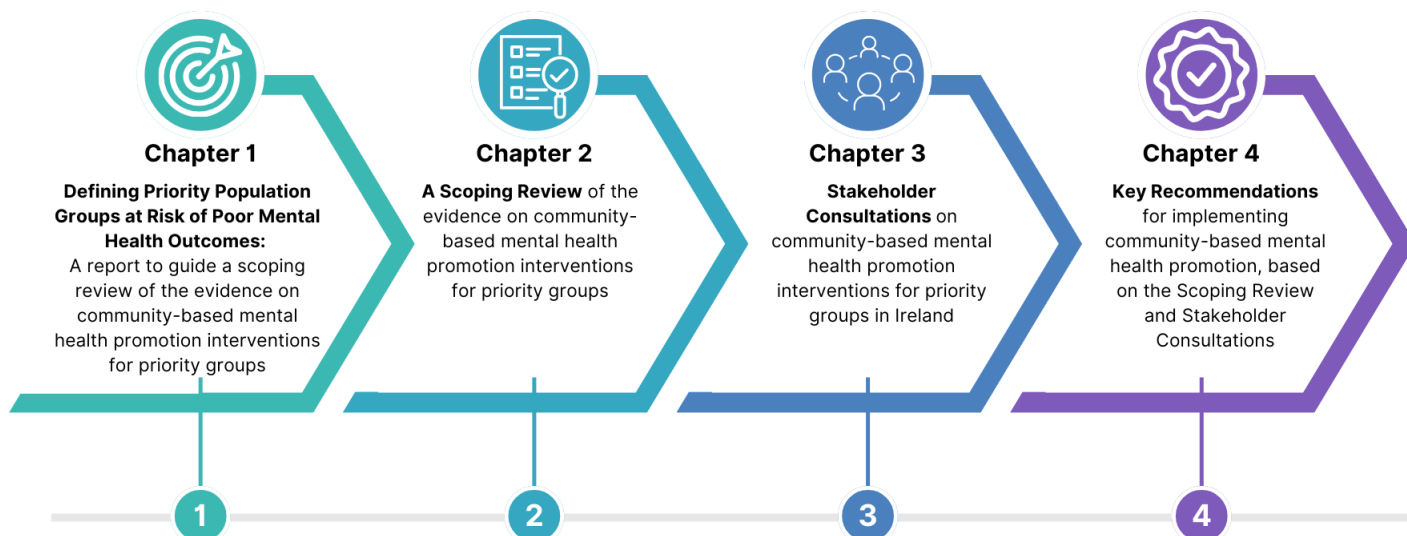 Chapter 1
Defining Priority Population
Groups at Risk of Poor Mental
Health Outcomes:
A report to guide a scoping
review of the evidence on
community-based mental
health promotion interventions
for priority groups
Chapter 2
A Scoping Review of the
evidence on community-
based mental health
promotion interventions
for priority groups
Chapter 3
Stakeholder
Consultations on
community-based mental
health promotion
interventions for priority
groups in Ireland
Chapter 4
Key Recommendations
for implementing
community-based mental
health promotion, based
on the Scoping Review
and Stakeholder
Consultations
1
2
3
4